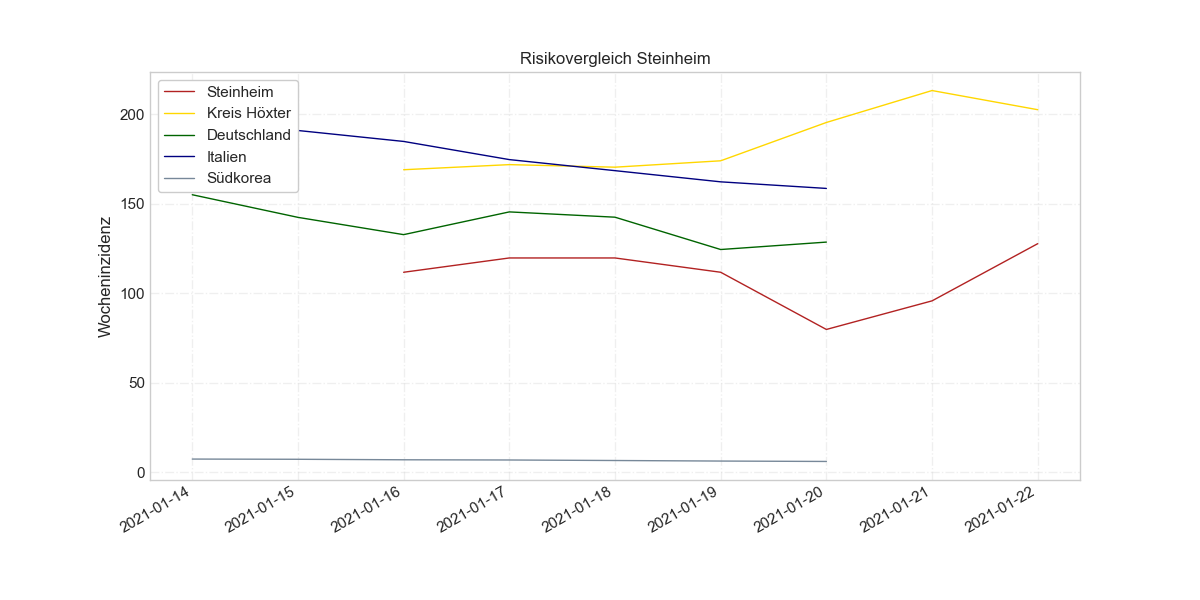 Risikovergleich Steinheim
Steinheim
Kreis Höxter
Deutschland
Italien
Südkorea
Wocheninzidenz
200
150
100
50
0
2021-01-14
2021-01-15
2021-01-16
2021-01-17
2021-01-18
2021-01-19
2021-01-20
2021-01-21
2021-01-22